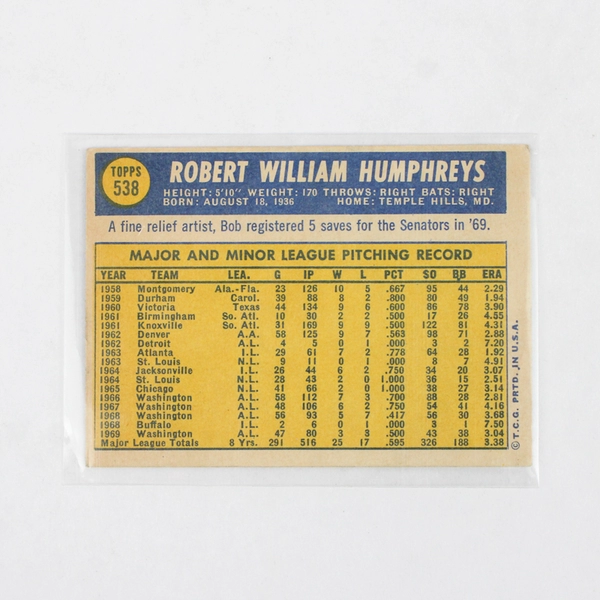 TOPPS
538
ROBERT WILLIAM HUMPHREYS
HEIGHT: 5'10" WEIGHT: 170 THROWS: RIGHT BATS: RIGHT
BORN: AUGUST 18, 1936 HOME: TEMPLE HILLS, MD.
A fine relief artist, Bob registered 5 saves for the Senators in '69.
MAJOR AND MINOR LEAGUE PITCHING RECORD
YEAR TEAM LEA. G IP W L PCT SO BB ERA
1958 Montgomery Ala.-Fla. 23 126 10 5 .667 95 44 2.29
1959 Durham Carol. 39 88 8 2 .800 80 49 1.94
1960 Victoria Texas 44 134 9 6 .600 86 78 3.90
1961 Birmingham So. Atl. 10 30 2 2 .500 17 26 4.55
1961 Knoxville So. Atl. 31 169 9 9 .500 122 81 4.31
1962 Denver A.A. 58 125 9 7 .563 98 71 2.88
1962 Detroit A.L. 4 5 0 1 .000 3 2 7.20
1963 Atlanta I.L. 29 61 7 2 .778 64 28 1.92
1963 St. Louis N.L. 9 11 0 1 .000 8 7 4.91
1964 Jacksonville I.L. 26 44 6 2 .750 34 20 3.07
1964 St. Louis N.L. 28 43 2 0 1.000 36 15 2.51
1965 Chicago N.L. 41 66 2 0 1.000 38 27 3.14
1966 Washington A.L. 58 112 7 3 .700 88 28 2.81
1967 Washington A.L. 48 106 6 2 .750 54 41 4.16
1968 Washington A.L. 56 93 5 7 .417 56 30 3.68
1968 Buffalo I.L. 2 6 0 1 .000 3 1 7.50
1969 Washington A.L. 47 80 3 3 .500 43 38 3.04
Major League Totals 8 Yrs. 291 516 25 17 .595 326 188 3.38
© T.C.G. PRTD. IN U.S.A.